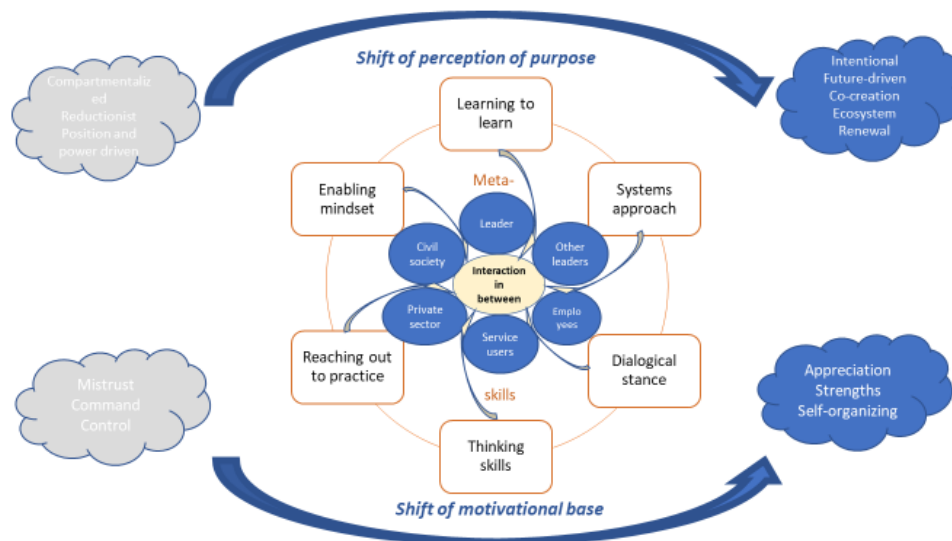 Shift of perception of purpose
Compartmentaliz
ed
Reductionist
Position and
power driven
Intentional
Future-driven
Co-creation
Ecosystem
Renewal
Learning to
learn
Enabling
mindset
Meta-
Systems
approach
Leader
Civil
society
Other
leaders
Interaction
in
between
Private
sector
Emplo
yees
Service
users
Reaching out
to practice
Dialogical
stance
skills
Thinking
skills
Mistrust
Command
Control
Appreciation
Strengths
Self-organizing
Shift of motivational base